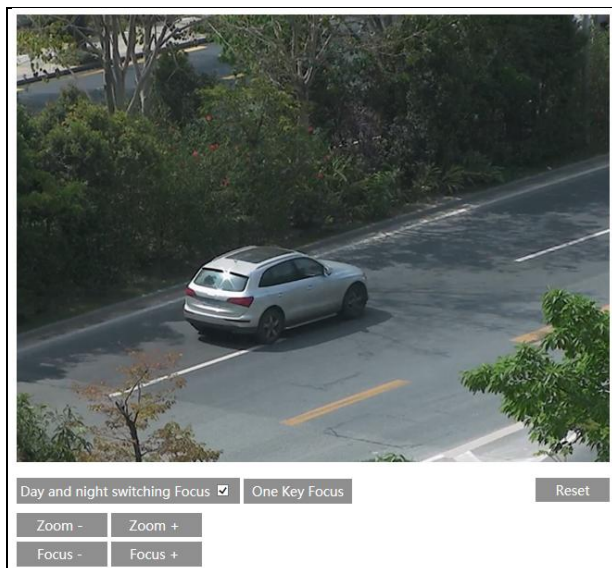 Day and night switching Focus One Key Focus Reset
Zoom - Zoom +
Focus - Focus +